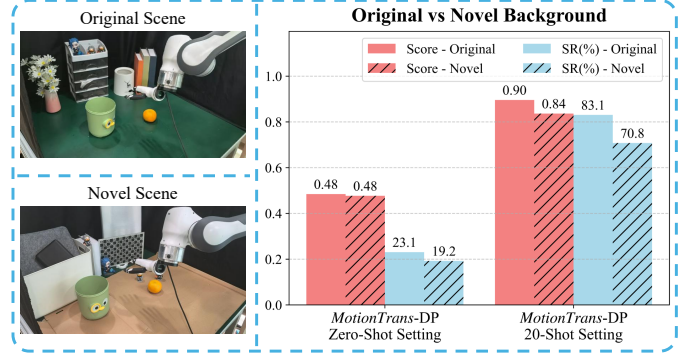 Original Scene
Novel Scene
Original vs Novel Background
Score - Original
Score - Novel
SR(%) - Original
SR(%) - Novel
1.0
0.8
0.6
0.4
0.2
0.0
0.48
0.48
23.1
19.2
0.90
0.84
83.1
70.8
MotionTrans-DP
Zero-Shot Setting
MotionTrans-DP
20-Shot Setting